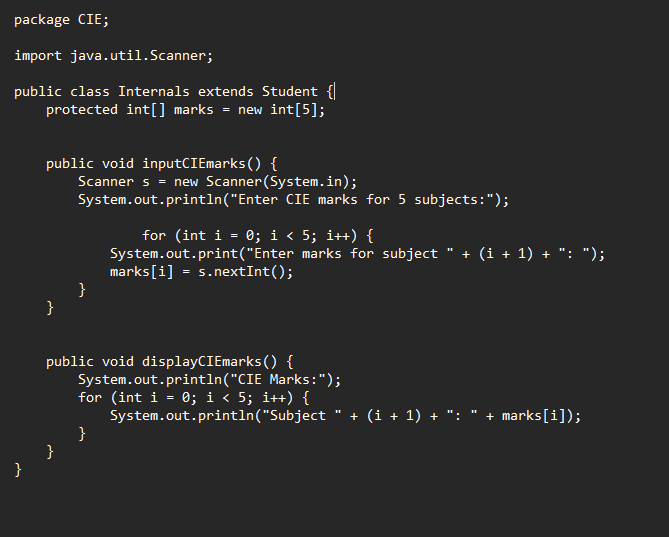 package CIE;
import java.util.Scanner;
public class Internals extends Student {
    protected int[] marks = new int[5];
    public void inputCIEmarks() {
        Scanner s = new Scanner(System.in);
        System.out.println("Enter CIE marks for 5 subjects:");
                for (int i = 0; i < 5; i++) {
            System.out.print("Enter marks for subject " + (i + 1) + ": ");
            marks[i] = s.nextInt();
        }
    }
    public void displayCIEmarks() {
        System.out.println("CIE Marks:");
        for (int i = 0; i < 5; i++) {
            System.out.println("Subject " + (i + 1) + ": " + marks[i]);
        }
    }
}